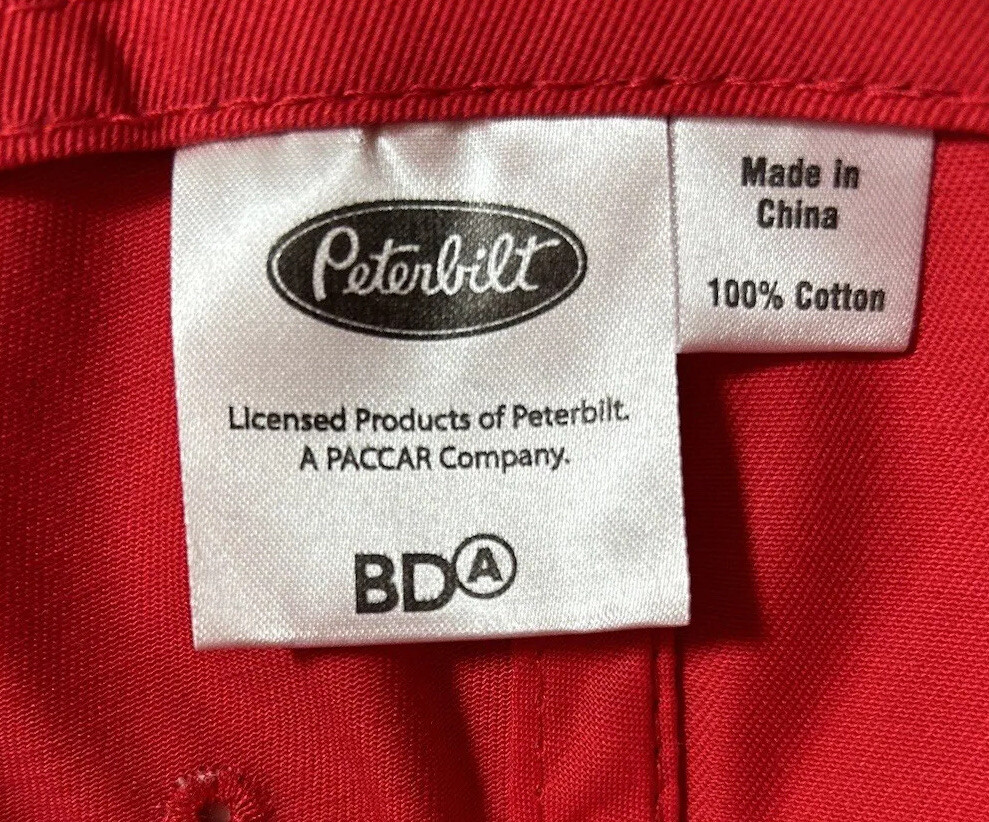 Peterbilt
Licensed Products of Peterbilt.
A PACCAR Company.
BDA
Made in
China
100% Cotton